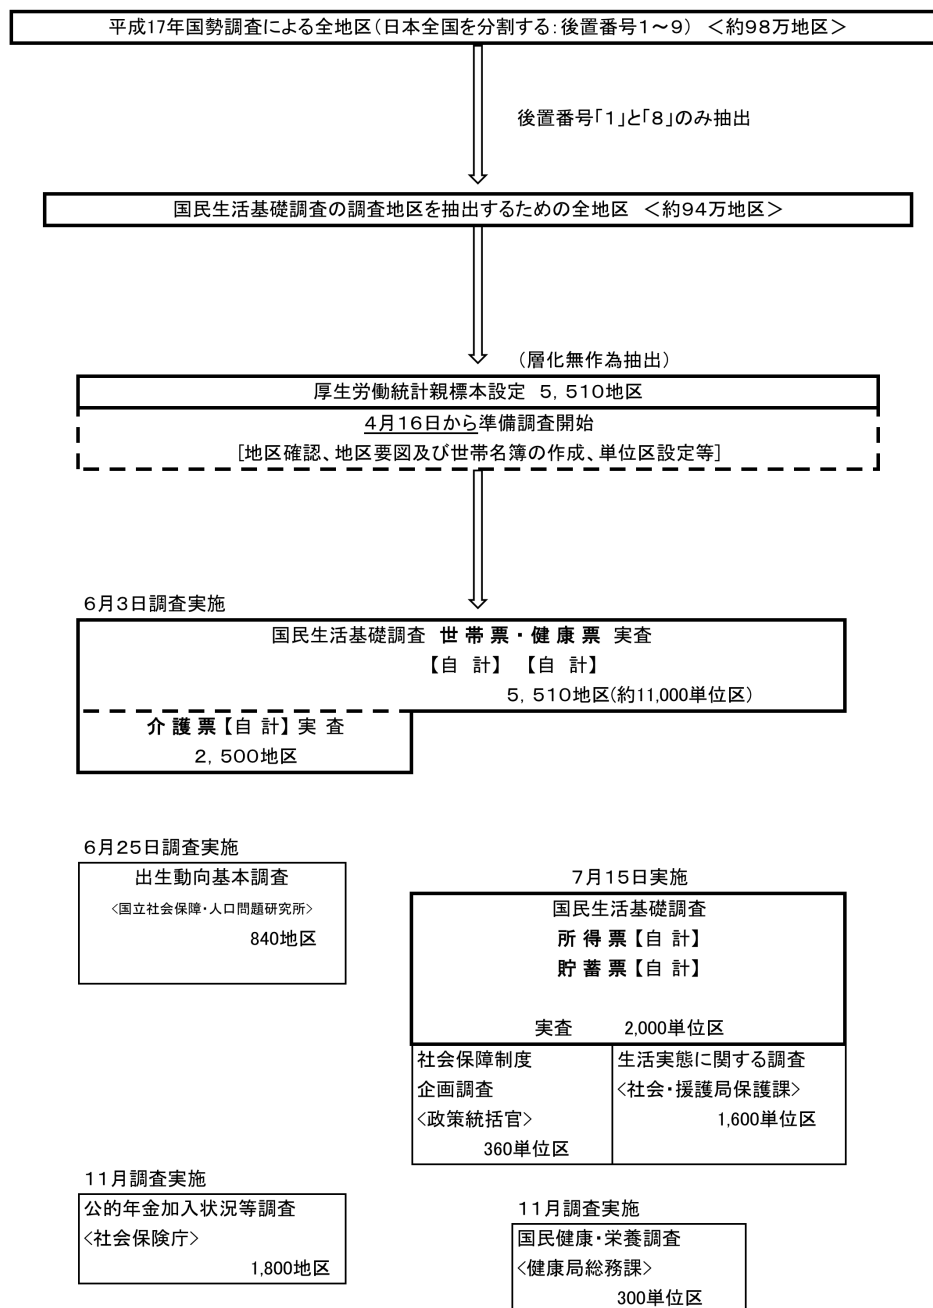 平成17年国勢調査による全地区(日本全国を分割する:後置番号1～9) <約98万地区>
後置番号「1」と「8」のみ抽出
国民生活基礎調査の調査地区を抽出するための全地区 <約94万地区>
(層化無作為抽出)
厚生労働統計親標本設定 5,510地区
4月16日から準備調査開始
[地区確認、地区要図及び世帯名簿の作成、単位区設定等]
6月3日調査実施
国民生活基礎調査 世帯票・健康票 実査
【自 計】 【自 計】
5,510地区(約11,000単位区)
介護票【自 計】実 査
2,500地区
6月25日調査実施
出生動向基本調査
<国立社会保障・人口問題研究所>
840地区
7月15日実施
国民生活基礎調査
所得票【自 計】
貯蓄票【自 計】
実査 2,000単位区
社会保障制度
企画調査
<政策統括官>
360単位区
生活実態に関する調査
<社会・援護局保護課>
1,600単位区
11月調査実施
公的年金加入状況等調査
<社会保険庁>
1,800地区
11月調査実施
国民健康・栄養調査
<健康局総務課>
300単位区